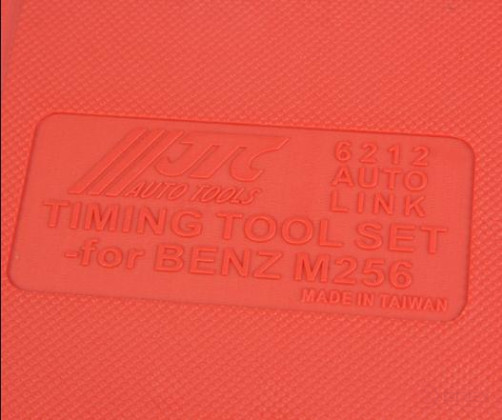 JTC
AUTO TOOLS
6212
AUTO
LINK
TIMING TOOL SET
-for BENZ M256
MADE IN TAIWAN